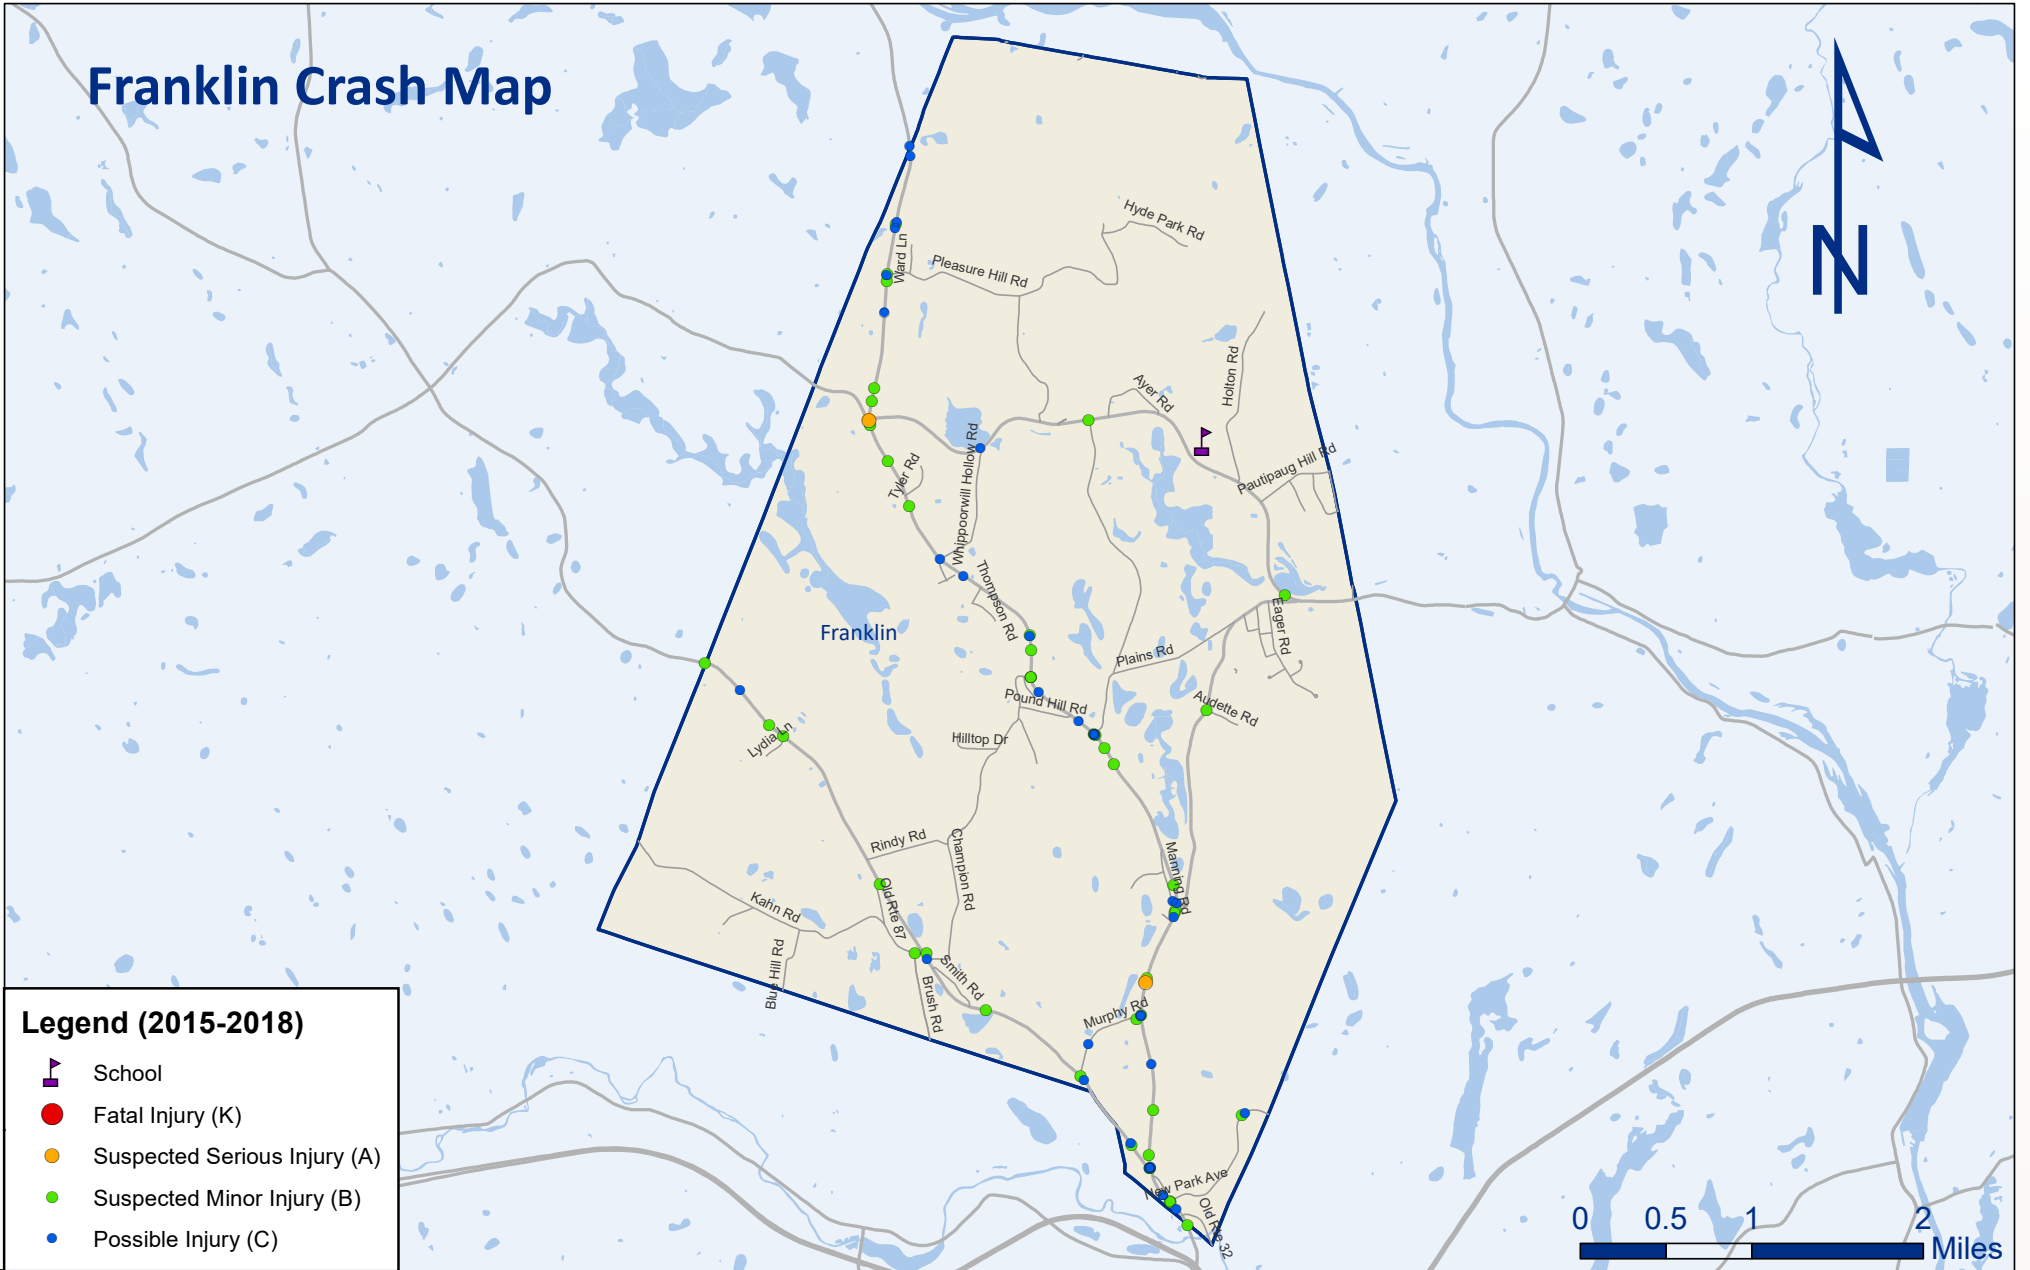 Franklin Crash Map
N
Hyde Park Rd
Ward Ln
Pleasure Hill Rd
Holton Rd
Ayer Rd
Pautipaug Hill Rd
Tyler Rd
Whippoorwill Hollow Rd
Thompson Rd
Franklin
Eager Rd
Plains Rd
Pound Hill Rd
Audette Rd
Lydia Ln
Hilltop Dr
Rindy Rd
Champion Rd
Manning Rd
Kahn Rd
Old Rte 87
Blue Hill Rd
Smith Rd
Brush Rd
Murphy Rd
New Park Ave
Old Rte 32
Legend (2015-2018)
School
Fatal Injury (K)
Suspected Serious Injury (A)
Suspected Minor Injury (B)
Possible Injury (C)
0 0.5 1 2
Miles